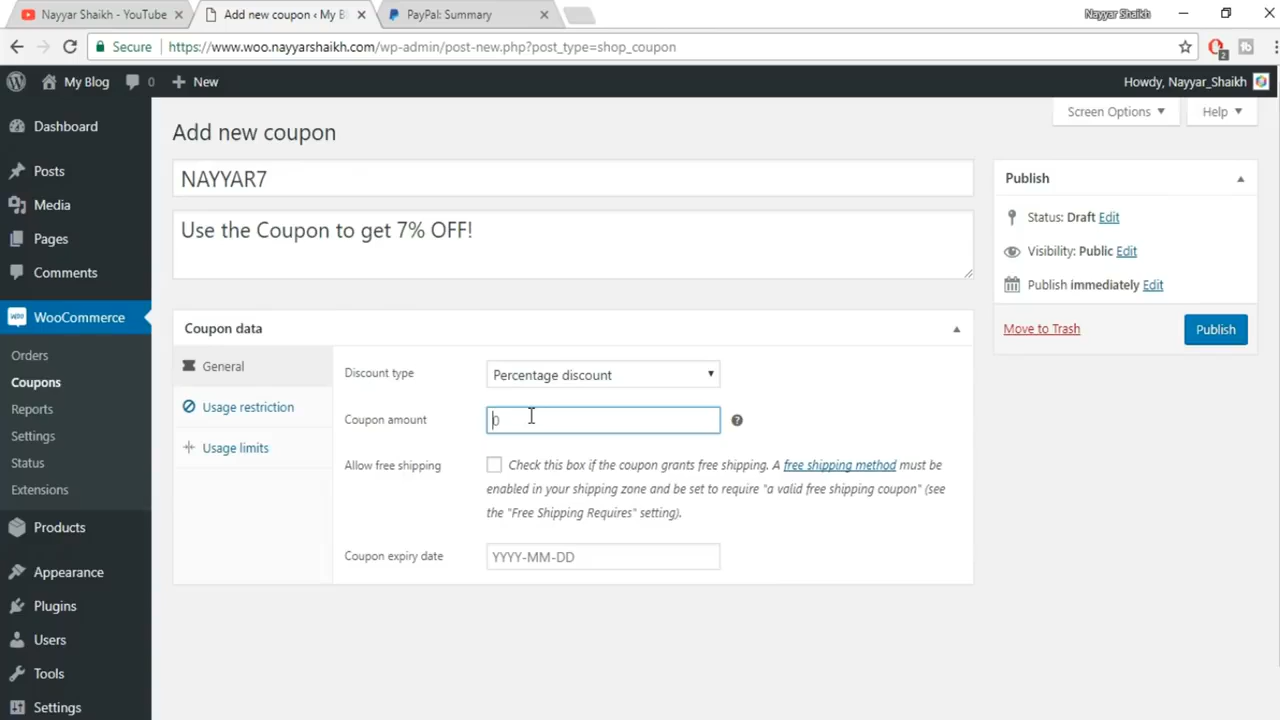 Nayyar Shaikh - YouTube
Add new coupon ‹ My B
PayPal: Summary
Nayyar Shaikh
Secure
https://www.woo.nayyarshaikh.com/wp-admin/post-new.php?post_type=shop_coupon
2
My Blog
0
New
Howdy, Nayyar_Shaikh
Screen Options
Help
Dashboard
Posts
Media
Pages
Comments
WooCommerce
Orders
Coupons
Reports
Settings
Status
Extensions
Products
Appearance
Plugins
Users
Tools
Settings
Add new coupon
NAYYAR7
Use the Coupon to get 7% OFF!
Coupon data
General
Usage restriction
Usage limits
Discount type
Percentage discount
Coupon amount
0
Allow free shipping
Check this box if the coupon grants free shipping. A free shipping method must be
enabled in your shipping zone and be set to require "a valid free shipping coupon" (see
the "Free Shipping Requires" setting).
Coupon expiry date
YYYY-MM-DD
Publish
Status: Draft Edit
Visibility: Public Edit
Publish immediately Edit
Move to Trash
Publish